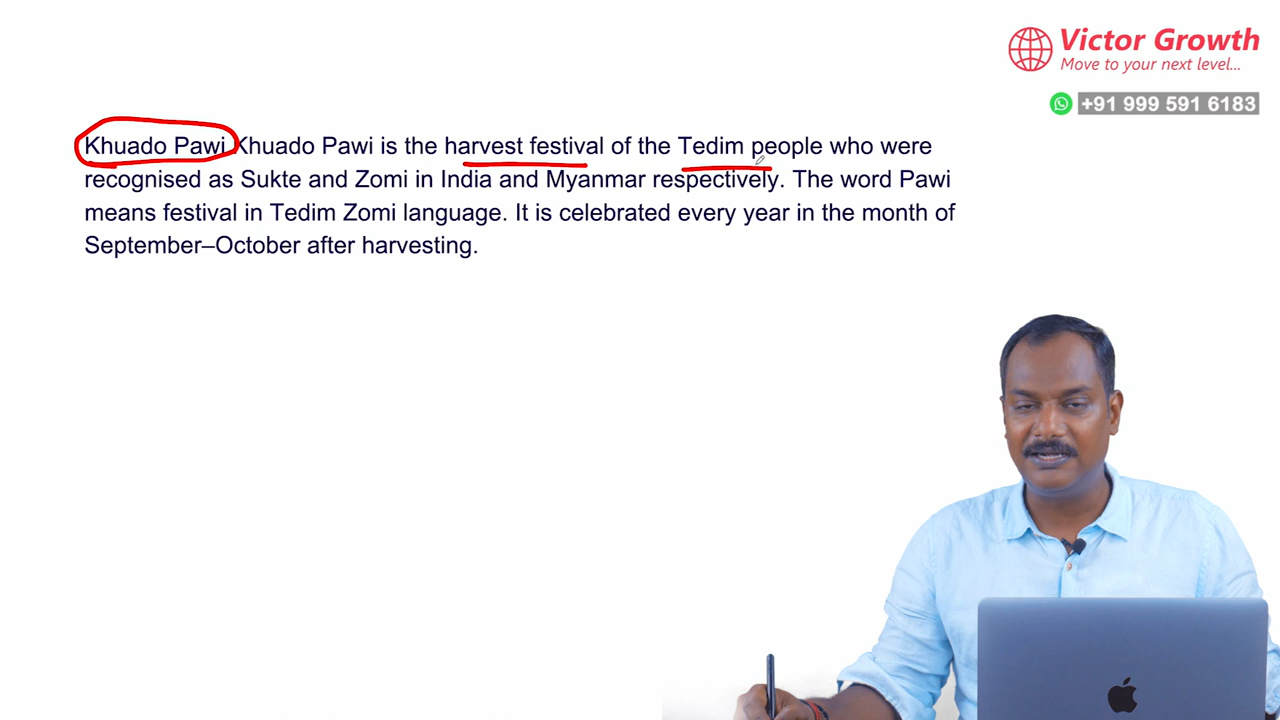 Victor Growth
Move to your next level...
+91 999 591 6183
Khuado Pawi Khuado Pawi is the harvest festival of the Tedim people who were
recognised as Sukte and Zomi in India and Myanmar respectively. The word Pawi
means festival in Tedim Zomi language. It is celebrated every year in the month of
September–October after harvesting.